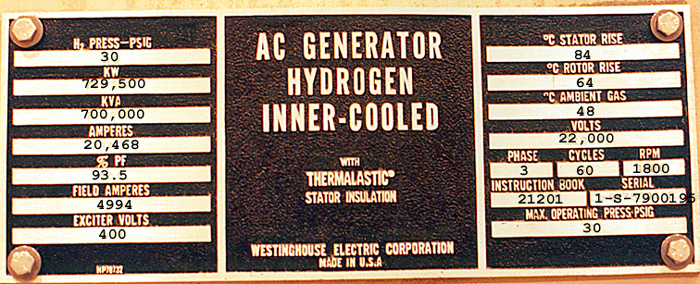 H₂ PRESS-PSIG
30
KW
729,500
KVA
700,000
AMPERES
20,468
% PF
93.5
FIELD AMPERES
4994
EXCITER VOLTS
400
NP78732
AC GENERATOR
HYDROGEN
INNER-COOLED
WITH
THERMALASTIC®
STATOR INSULATION
WESTINGHOUSE ELECTRIC CORPORATION
MADE IN U.S.A
°C STATOR RISE
84
°C ROTOR RISE
64
°C AMBIENT GAS
48
VOLTS
22,000
PHASE CYCLES RPM
3 60 1800
INSTRUCTION BOOK SERIAL
21201 1-S-7900195
MAX. OPERATING PRESS-PSIG
30